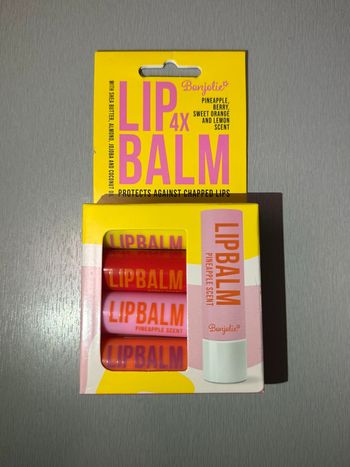 Bonjolie
LIP
4X
BALM
PINEAPPLE,
BERRY,
SWEET ORANGE
AND LEMON
SCENT
WITH SHEA BUTTER, ALMOND, JOJOBA AND COCONUT
PROTECTS AGAINST CHAPPED LIPS
LIPBALM
LIPBALM
LIPBALM
PINEAPPLE SCENT
LIPBALM
LIPBALM
PINEAPPLE SCENT
Bonjolie